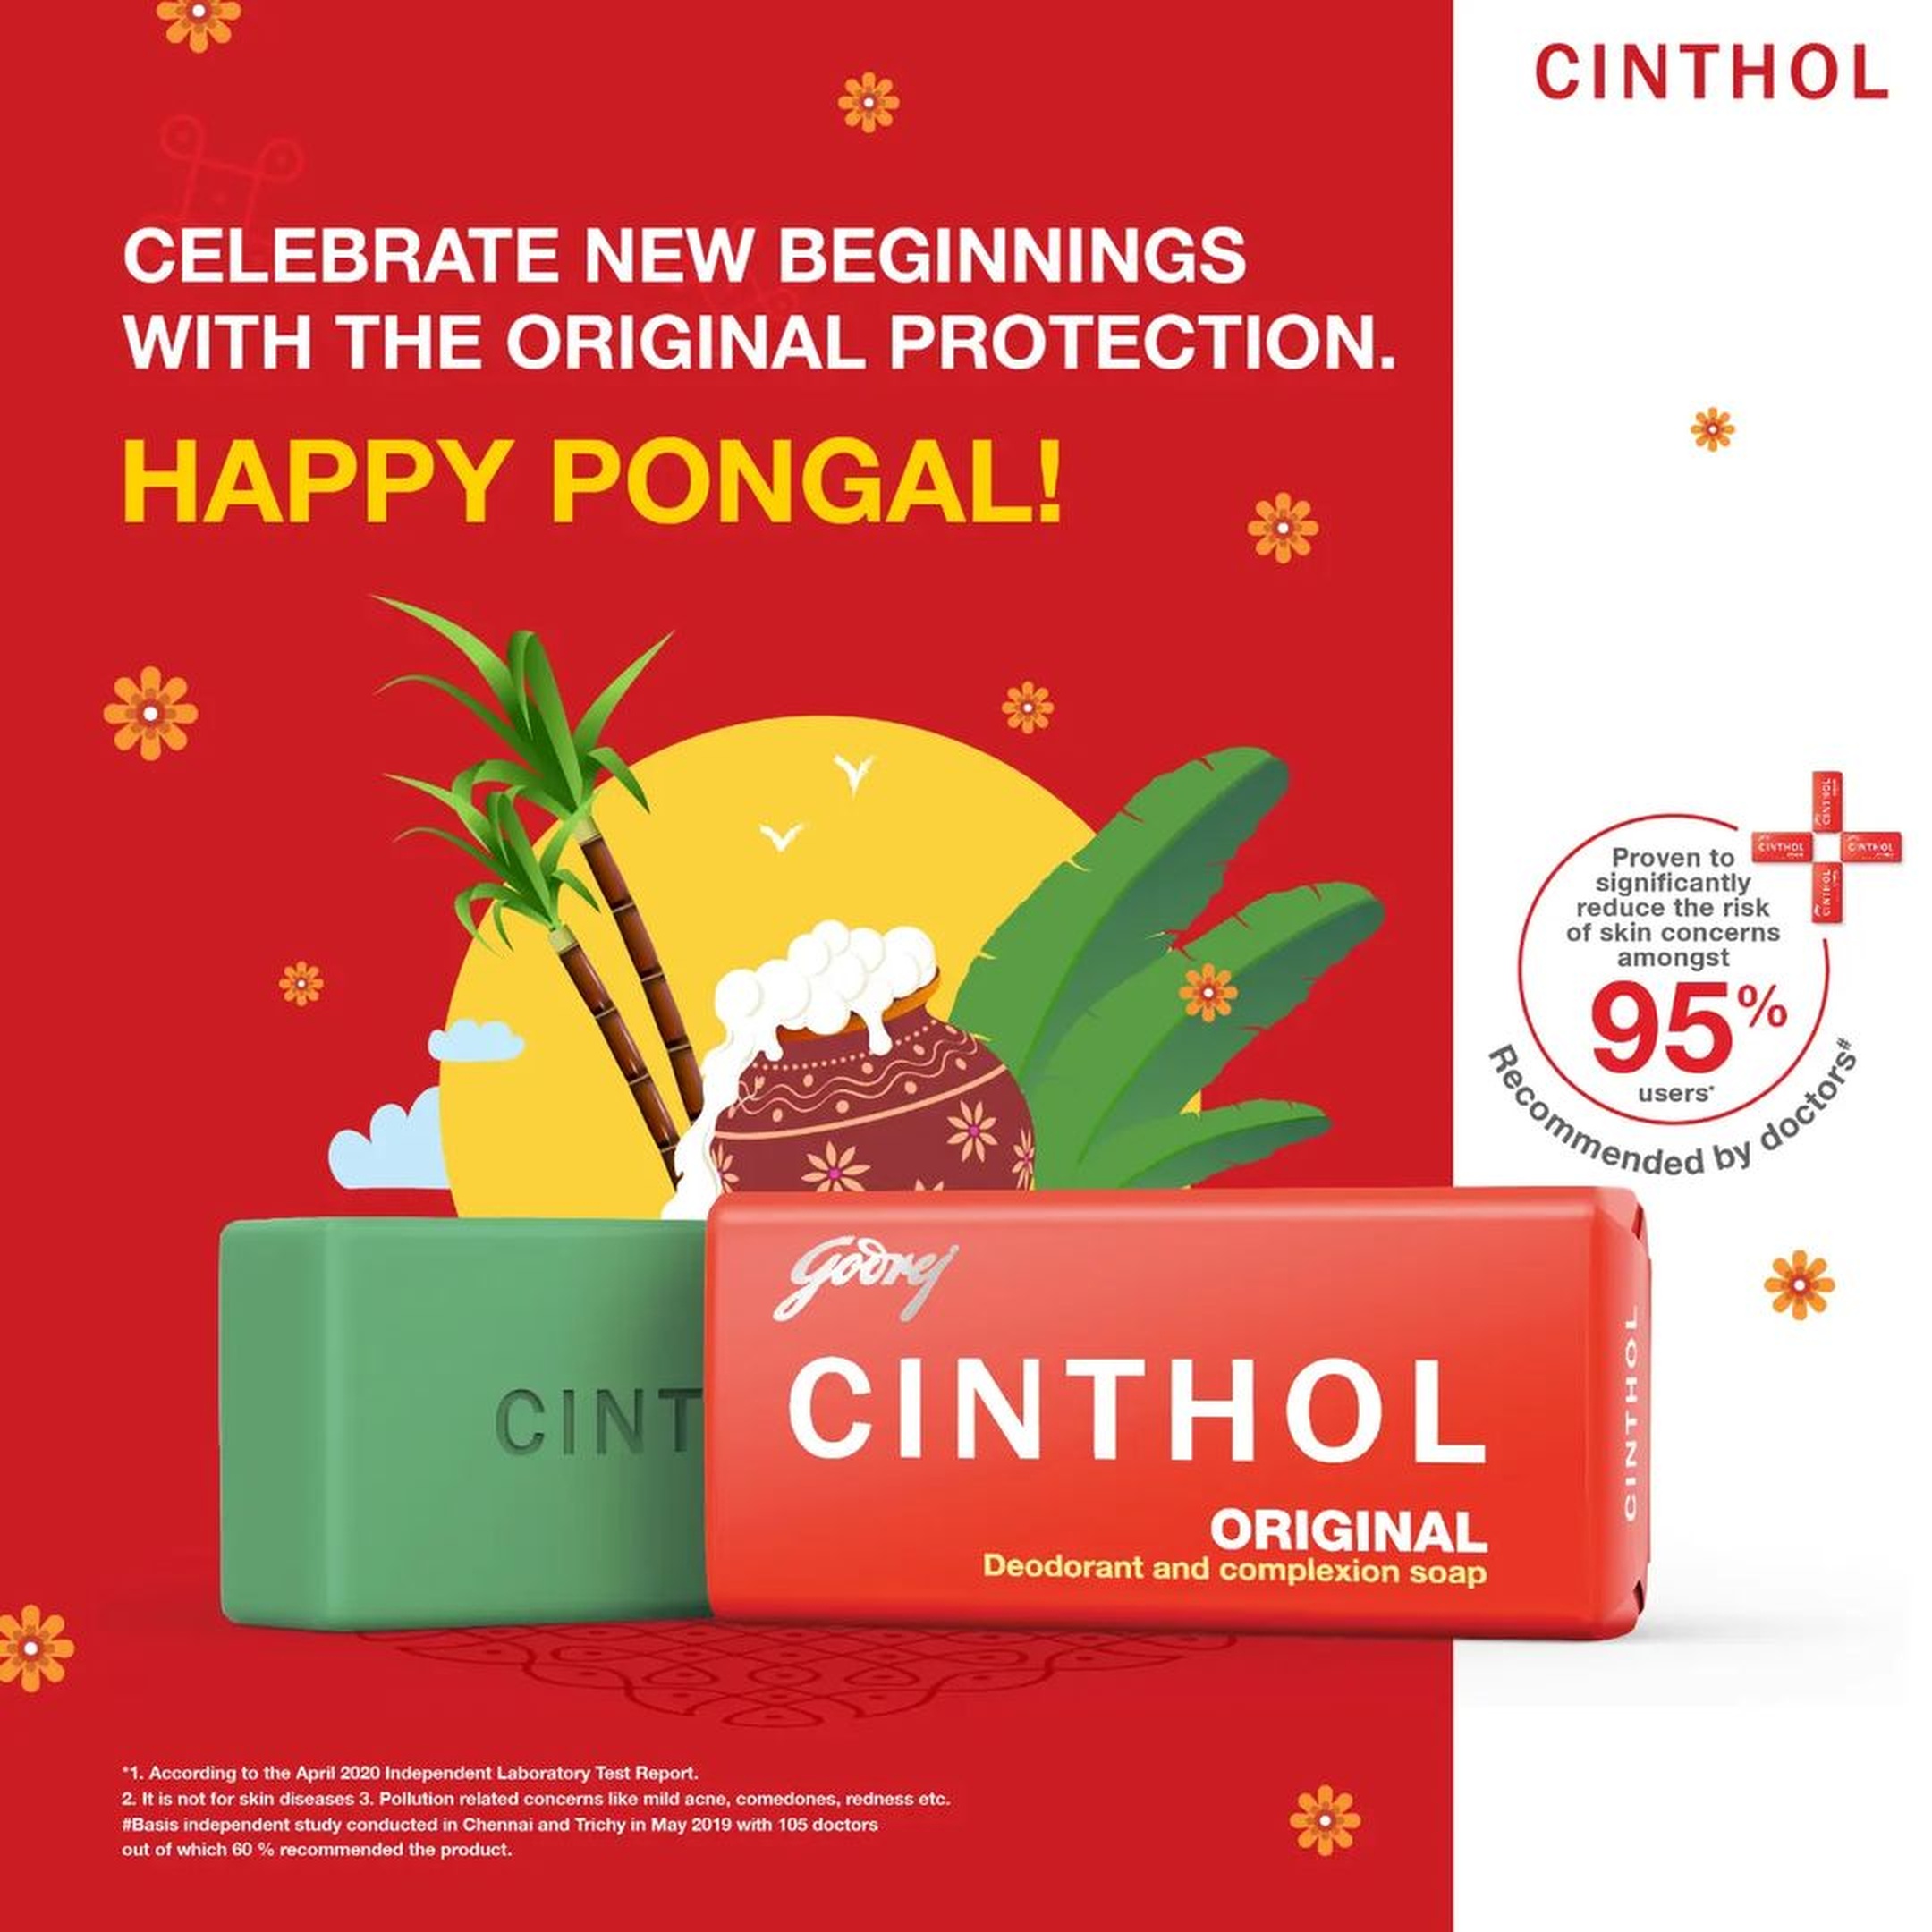 CINTHOL
CELEBRATE NEW BEGINNINGS
WITH THE ORIGINAL PROTECTION.
HAPPY PONGAL!
Proven to
significantly
reduce the risk
of skin concerns
amongst
95%
users*
Recommended by doctors#
CINTHOL
CINTHOL
CINTHOL
CINTHOL
CINT
Godrej
CINTHOL
ORIGINAL
Deodorant and complexion soap
CINTHOL
*1. According to the April 2020 Independent Laboratory Test Report.
2. It is not for skin diseases 3. Pollution related concerns like mild acne, comedones, redness etc.
#Basis independent study conducted in Chennai and Trichy in May 2019 with 105 doctors
out of which 60 % recommended the product.